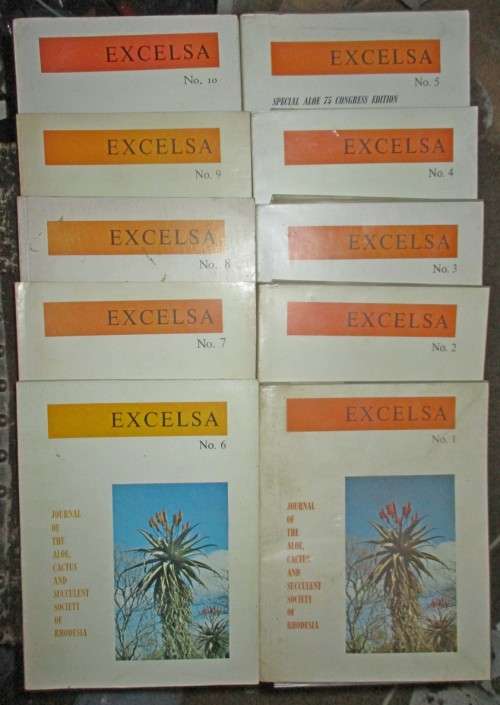 EXCELSA
No. 10
EXCELSA
No. 9
EXCELSA
No. 8
EXCELSA
No. 7
EXCELSA
No. 6
JOURNAL
OF
THE
ALOE,
CACTUS
AND
SUCCULENT
SOCIETY
OF
RHODESIA
EXCELSA
No. 5
SPECIAL ALOE 75 CONGRESS EDITION
EXCELSA
No. 4
EXCELSA
No. 3
EXCELSA
No. 2
EXCELSA
No. 1
JOURNAL
OF
THE
ALOE,
CACTUS
AND
SUCCULENT
SOCIETY
OF
RHODESIA